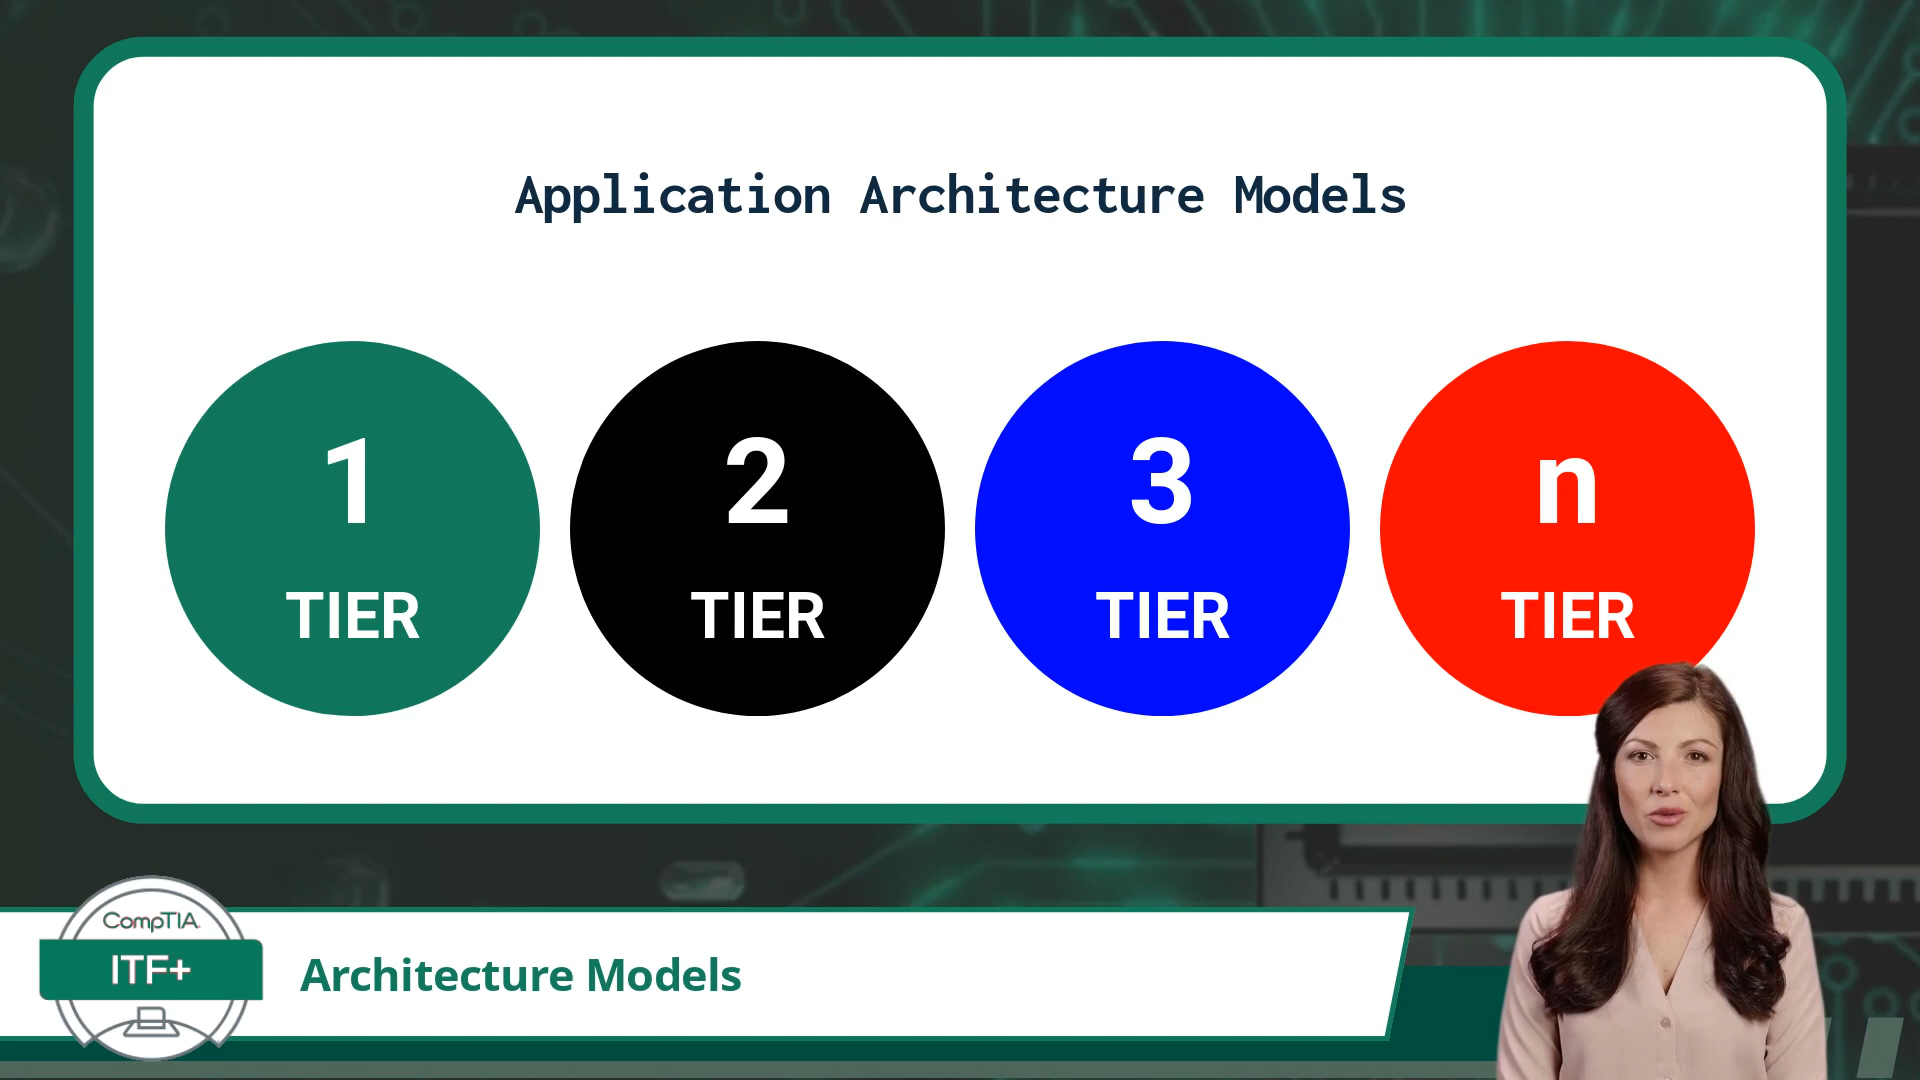 Application Architecture Models
1
TIER
2
TIER
3
TIER
n
TIER
CompTIA.
ITF+
Architecture Models